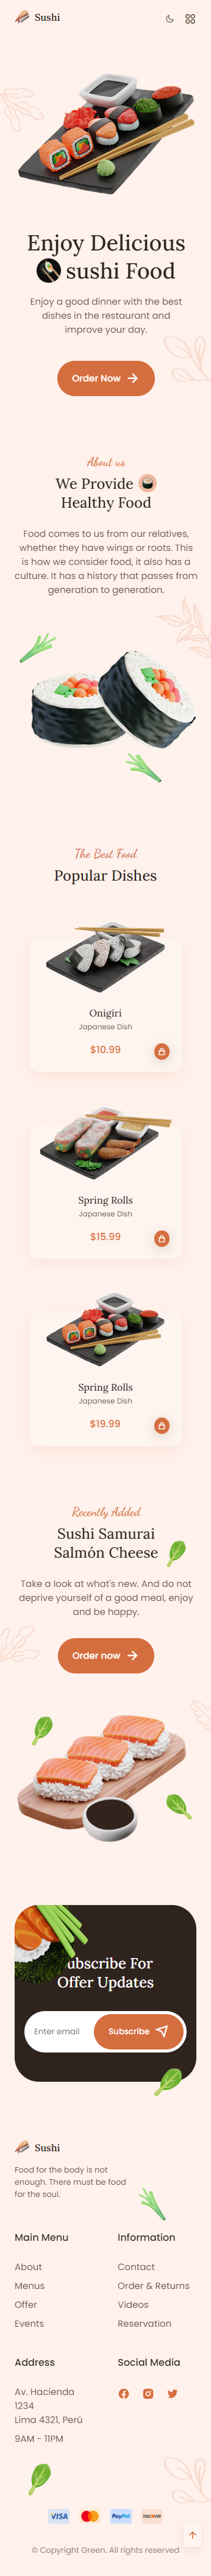 Sushi
Enjoy Delicious
sushi Food
Enjoy a good dinner with the best
dishes in the restaurant and
improve your day.
Order Now
About us
We Provide
Healthy Food
Food comes to us from our relatives,
whether they have wings or roots. This
is how we consider food, it also has a
culture. It has a history that passes from
generation to generation.
The Best Food
Popular Dishes
Onigiri
Japanese Dish
$10.99
Spring Rolls
Japanese Dish
$15.99
Spring Rolls
Japanese Dish
$19.99
Recently Added
Sushi Samurai
Salmón Cheese
Take a look at what's new. And do not
deprive yourself of a good meal, enjoy
and be happy.
Order now
ubscribe For
Offer Updates
Enter email
Subscribe
Sushi
Food for the body is not
enough. There must be food
for the soul.
Main Menu
About
Menus
Offer
Events
Information
Contact
Order & Returns
Videos
Reservation
Address
Av. Hacienda
1234
Lima 4321, Perú
9AM - 11PM
Social Media
VISA
PayPal
DISCOVER
© Copyright Green. All rights reserved